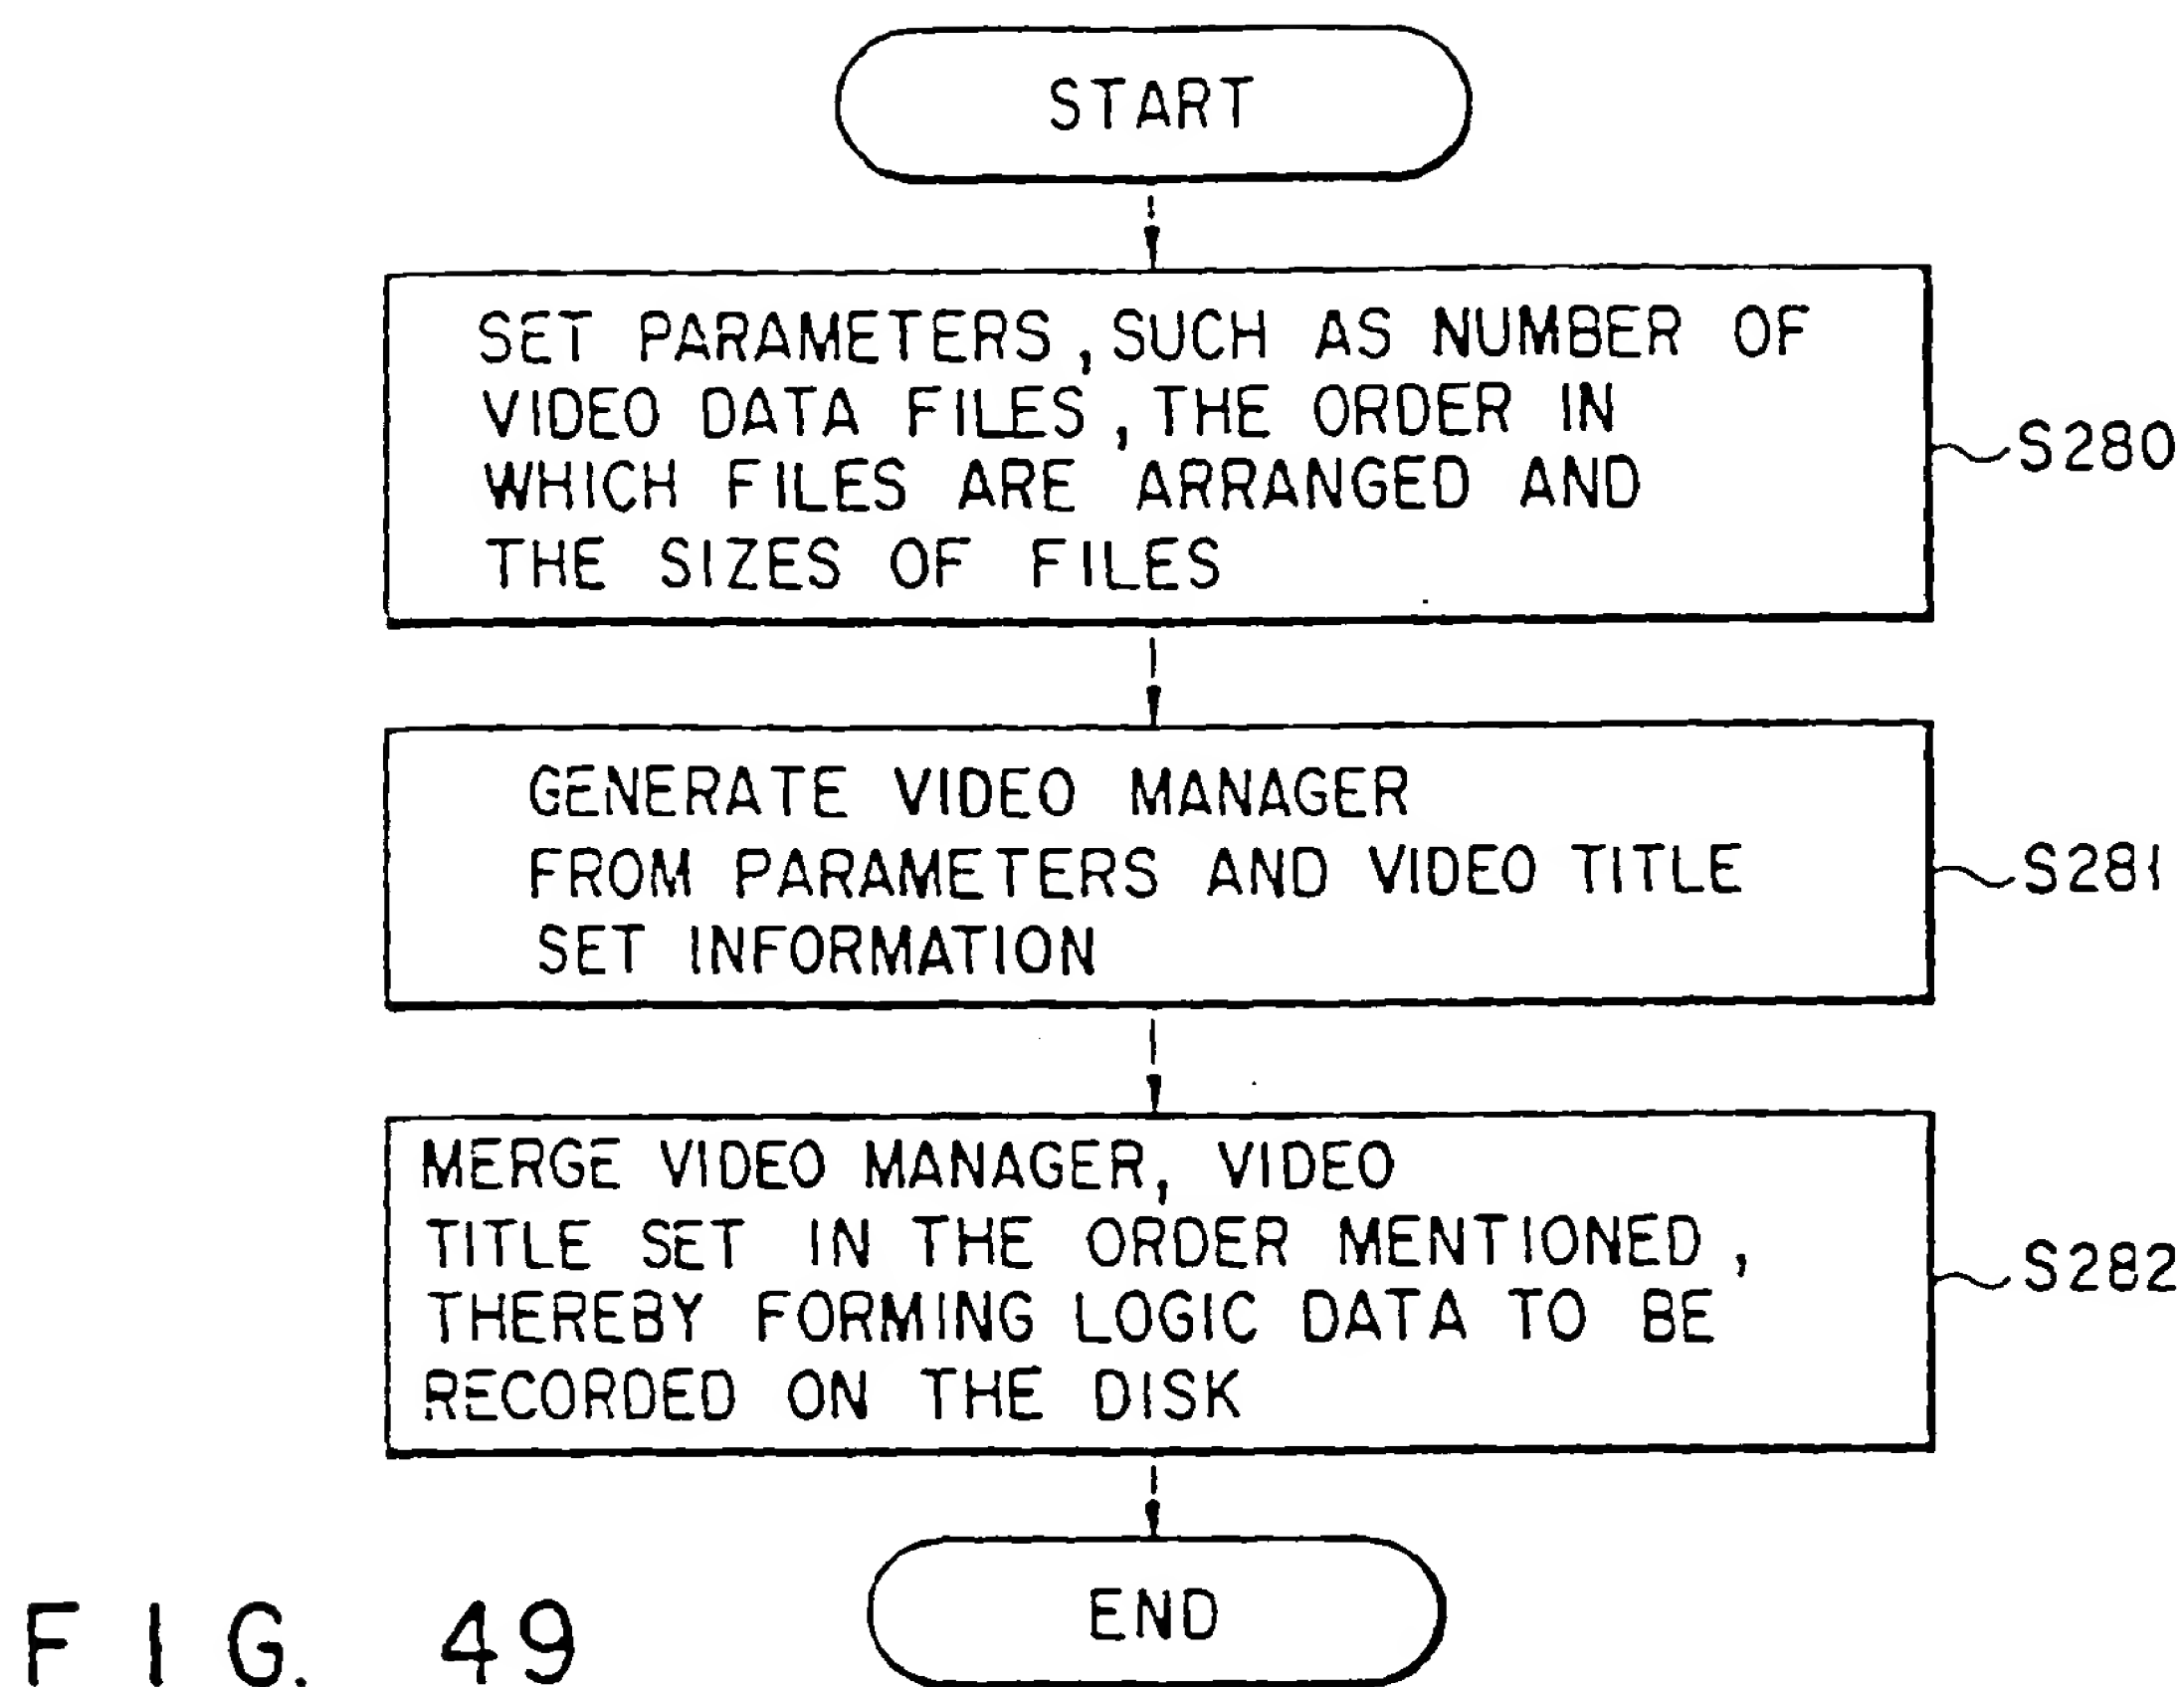 START
SET PARAMETERS, SUCH AS NUMBER OF
VIDEO DATA FILES, THE ORDER IN
WHICH FILES ARE ARRANGED AND
THE SIZES OF FILES
S280
GENERATE VIDEO MANAGER
FROM PARAMETERS AND VIDEO TITLE
SET INFORMATION
S281
MERGE VIDEO MANAGER, VIDEO
TITLE SET IN THE ORDER MENTIONED,
THEREBY FORMING LOGIC DATA TO BE
RECORDED ON THE DISK
S282
END
FIG. 49